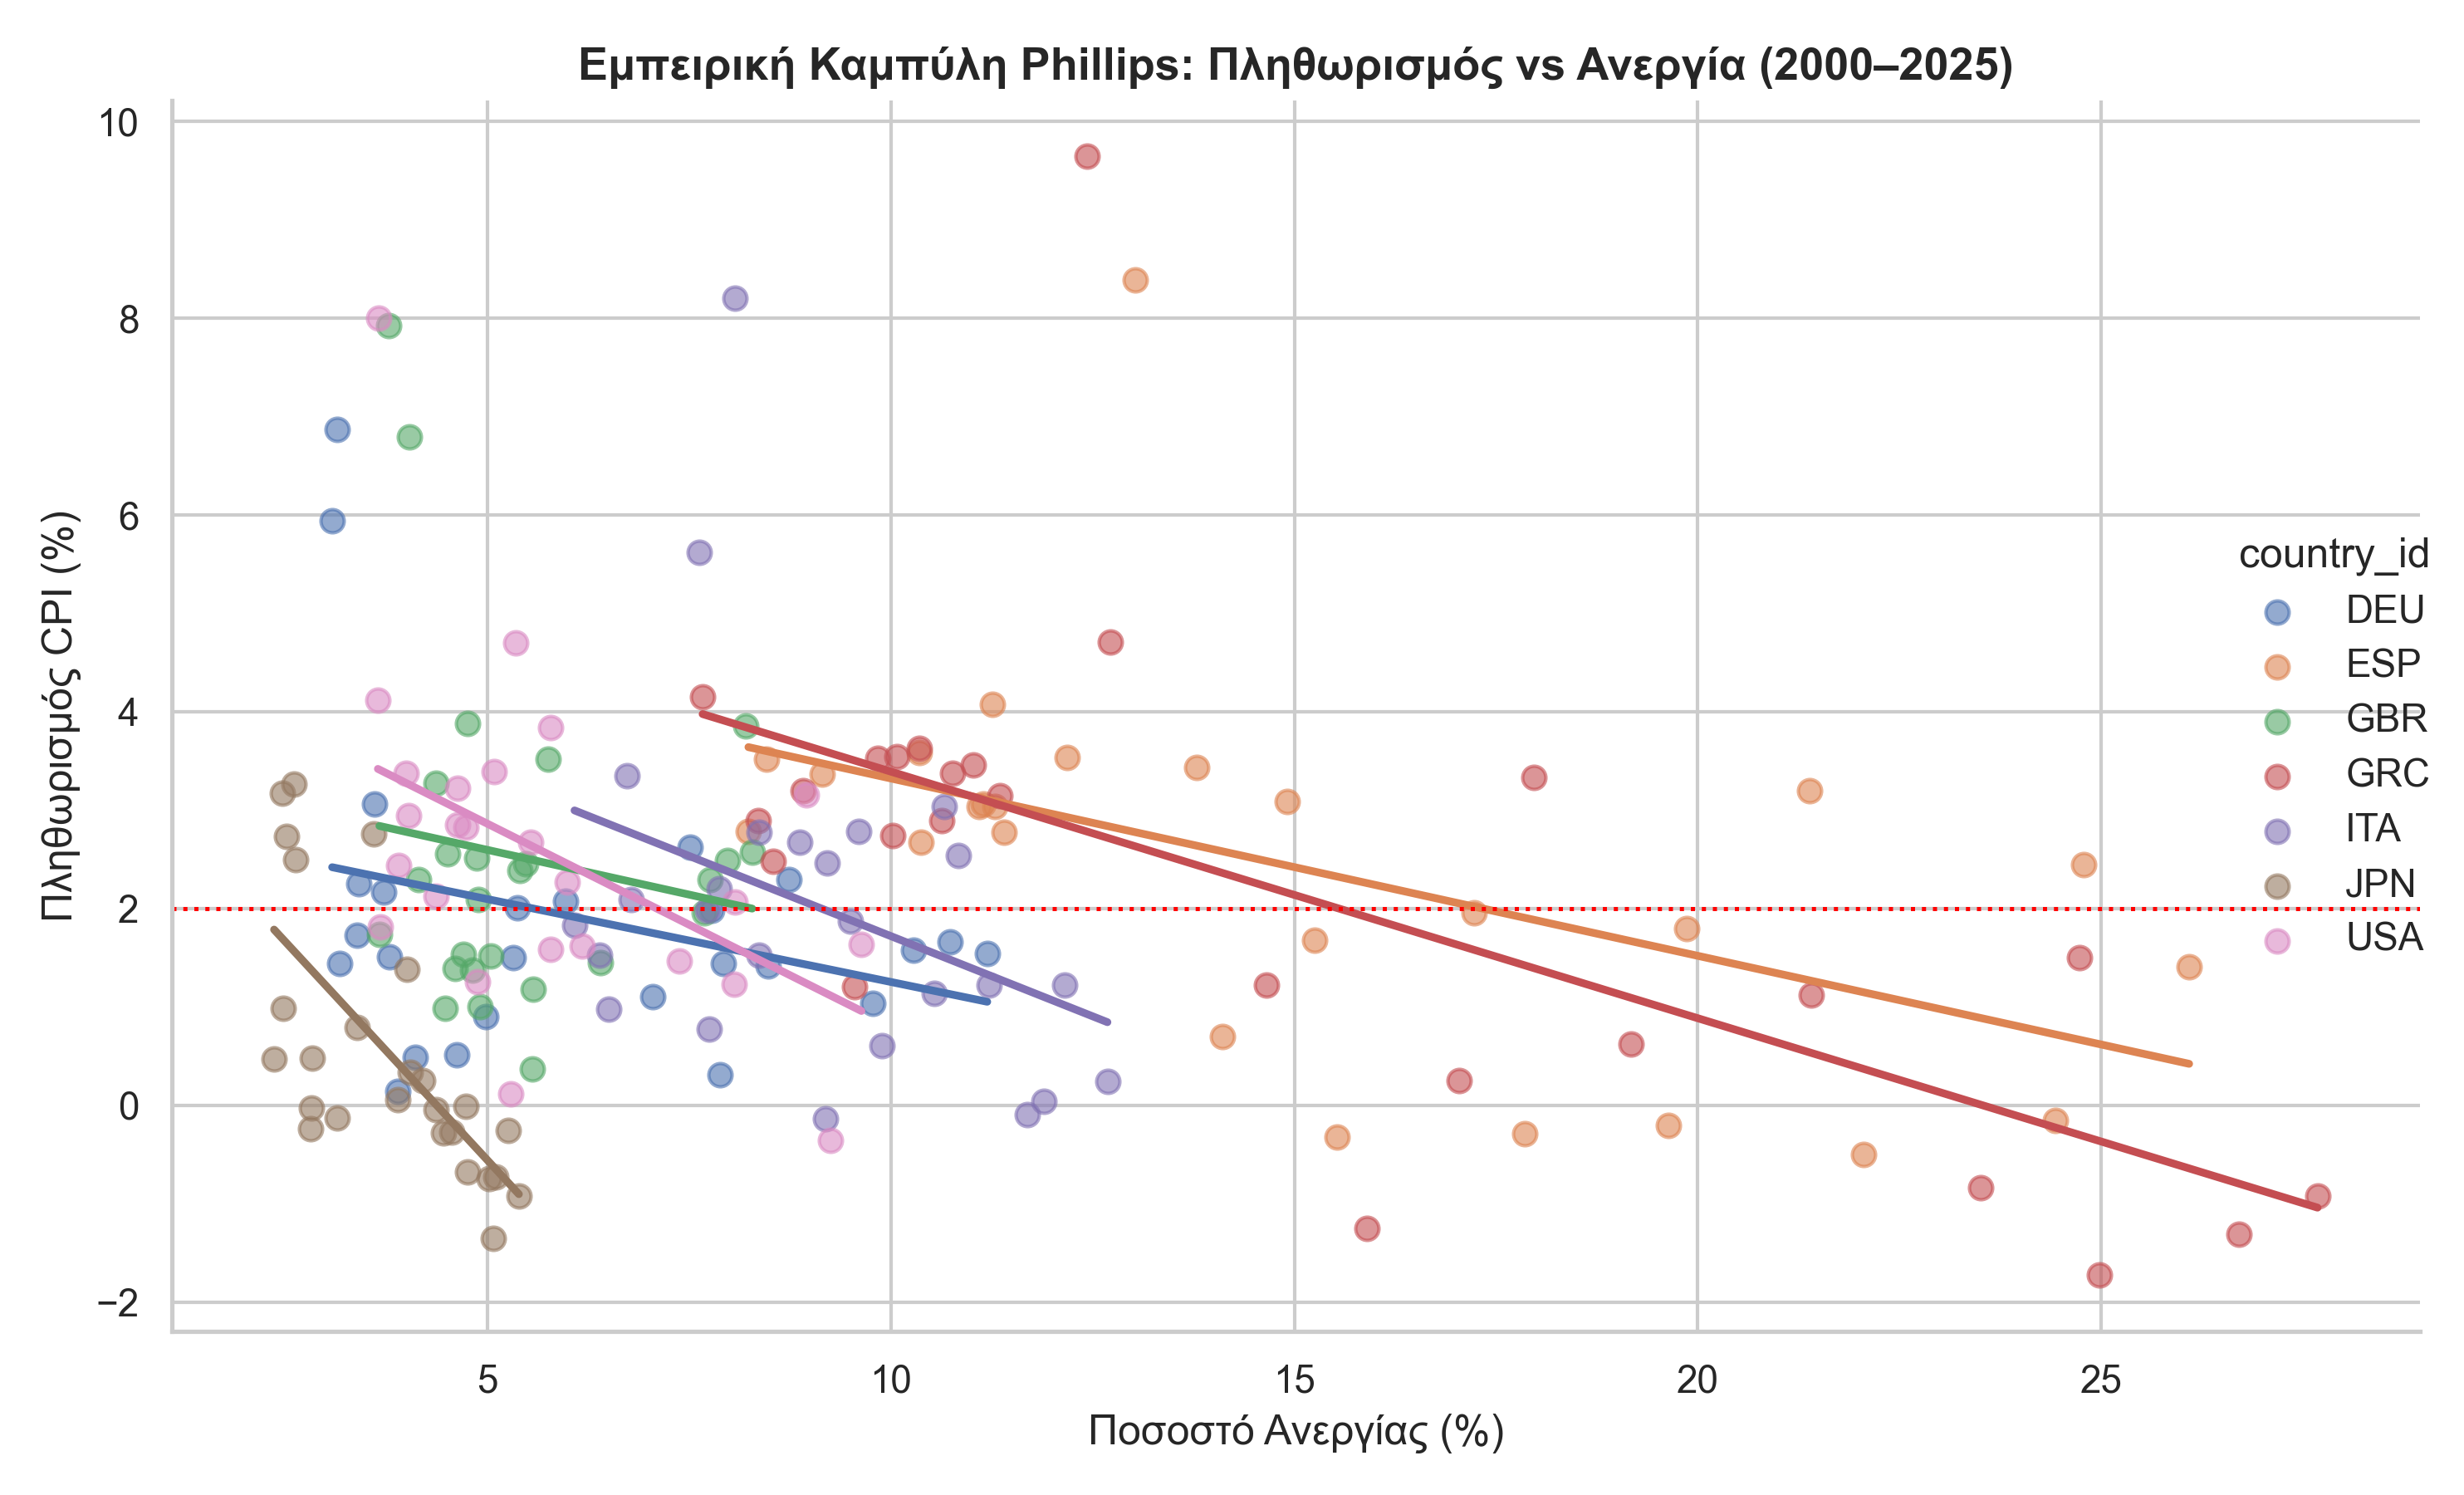 Εμπειρική Καμπύλη Phillips: Πληθωρισμός vs Ανεργία (2000–2025)
Πληθωρισμός CPI (%)
10
8
6
4
2
0
−2
5
10
15
20
25
Ποσοστό Ανεργίας (%)
country_id
DEU
ESP
GBR
GRC
ITA
JPN
USA